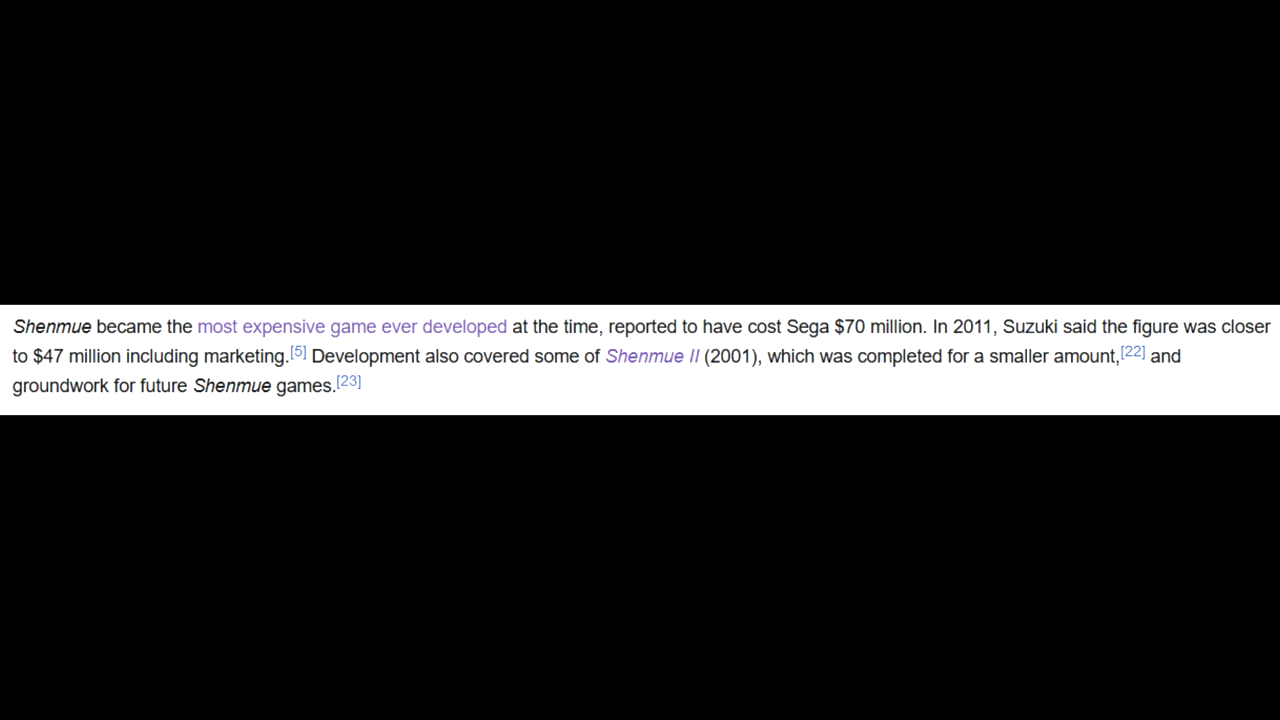 Shenmue became the most expensive game ever developed at the time, reported to have cost Sega $70 million. In 2011, Suzuki said the figure was closer
to $47 million including marketing.[5] Development also covered some of Shenmue II (2001), which was completed for a smaller amount,[22] and
groundwork for future Shenmue games.[23]